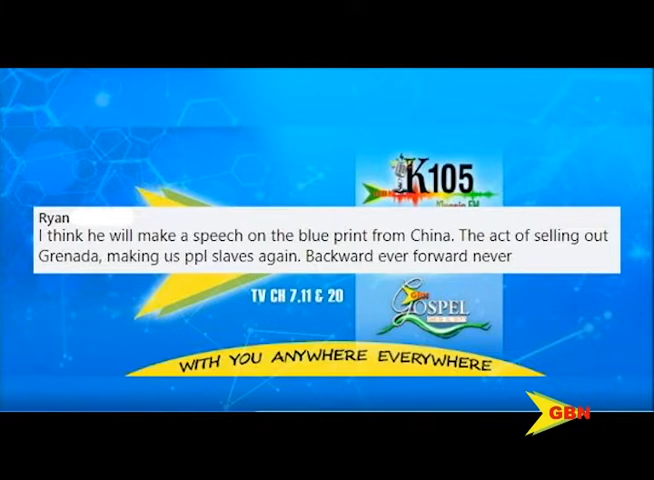 K105
Ryan
I think he will make a speech on the blue print from China. The act of selling out
Grenada, making us ppl slaves again. Backward ever forward never
TV CH 7.11 & 20
GBN
GOSPEL
WITH YOU ANYWHERE EVERYWHERE
GBN